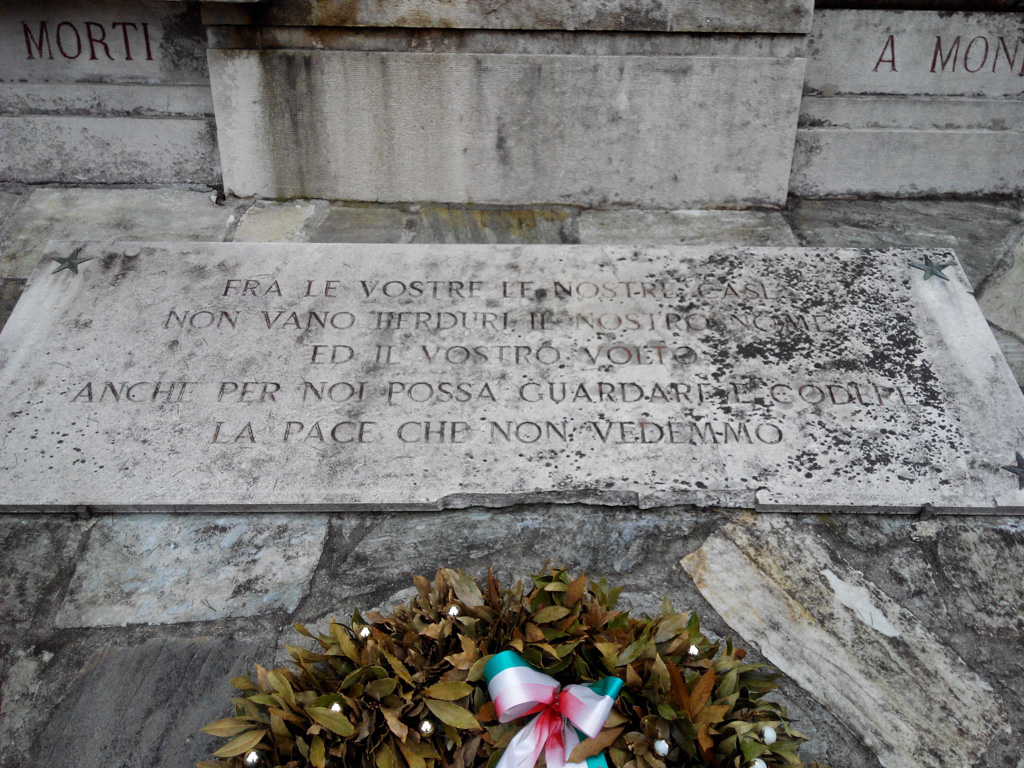 MORTI
A MON
FRA LE VOSTRE LE NOSTRE CASE
NON VANO PERDURI IL NOSTRO NOME
ED IL VOSTRO VOLTO
ANCHE PER NOI POSSA GUARDARE E GODERE
LA PACE CHE NON VEDEMMO